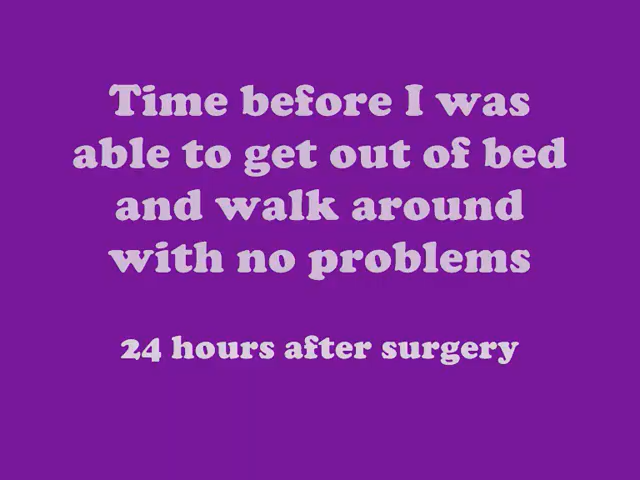 Time before I was
able to get out of bed
and walk around
with no problems
24 hours after surgery